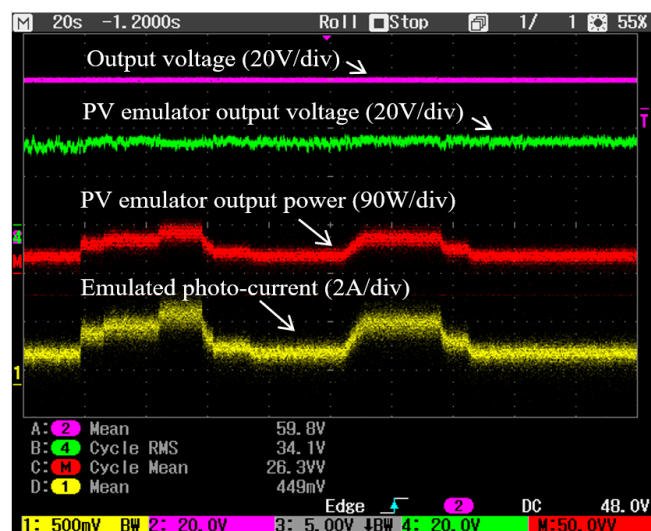 M 20s -1.2000s Roll Stop 1/ 1 55%
Output voltage (20V/div)
T
PV emulator output voltage (20V/div)
PV emulator output power (90W/div)
M
Emulated photo-current (2A/div)
1
A: 2 Mean 59.8V
B: 4 Cycle RMS 34.1V
C: M Cycle Mean 26.3VV
D: 1 Mean 449mV
Edge 2 DC 48.0V
1: 500mV BW 2: 20.0V 3: 5.00V BW 4: 20.0V M:50.0VV